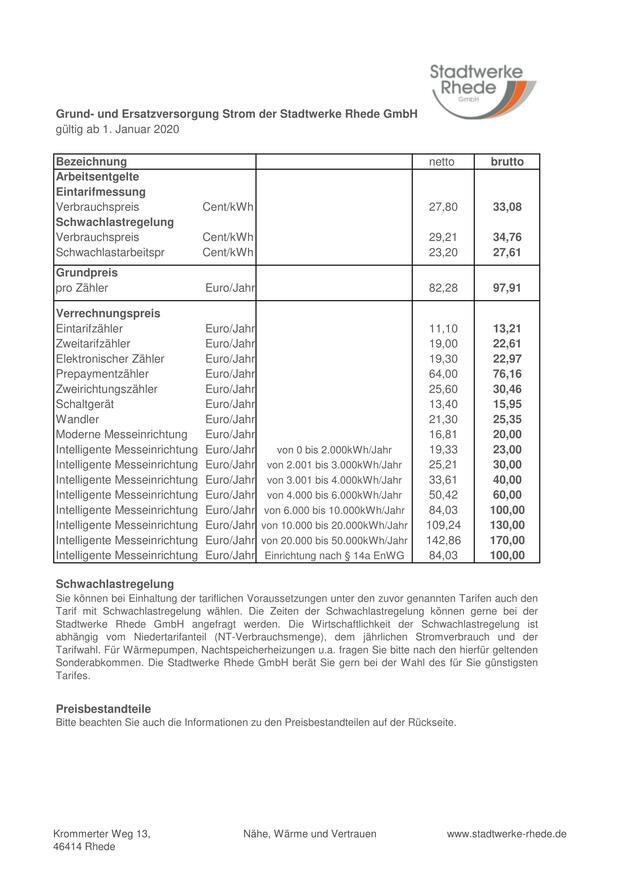 Stadtwerke
Rhede
GmbH
Grund- und Ersatzversorgung Strom der Stadtwerke Rhede GmbH
gültig ab 1. Januar 2020
Bezeichnung netto brutto
Arbeitsentgelte
Eintarifmessung
Verbrauchspreis Cent/kWh 27,80 33,08
Schwachlastregelung
Verbrauchspreis Cent/kWh 29,21 34,76
Schwachlastarbeitspr Cent/kWh 23,20 27,61
Grundpreis
pro Zähler Euro/Jahr 82,28 97,91
Verrechnungspreis
Eintarifzähler Euro/Jahr 11,10 13,21
Zweitarifzähler Euro/Jahr 19,00 22,61
Elektronischer Zähler Euro/Jahr 19,30 22,97
Prepaymentzähler Euro/Jahr 64,00 76,16
Zweirichtungszähler Euro/Jahr 25,60 30,46
Schaltgerät Euro/Jahr 13,40 15,95
Wandler Euro/Jahr 21,30 25,35
Moderne Messeinrichtung Euro/Jahr 16,81 20,00
Intelligente Messeinrichtung Euro/Jahr von 0 bis 2.000kWh/Jahr 19,33 23,00
Intelligente Messeinrichtung Euro/Jahr von 2.001 bis 3.000kWh/Jahr 25,21 30,00
Intelligente Messeinrichtung Euro/Jahr von 3.001 bis 4.000kWh/Jahr 33,61 40,00
Intelligente Messeinrichtung Euro/Jahr von 4.000 bis 6.000kWh/Jahr 50,42 60,00
Intelligente Messeinrichtung Euro/Jahr von 6.000 bis 10.000kWh/Jahr 84,03 100,00
Intelligente Messeinrichtung Euro/Jahr von 10.000 bis 20.000kWh/Jahr 109,24 130,00
Intelligente Messeinrichtung Euro/Jahr von 20.000 bis 50.000kWh/Jahr 142,86 170,00
Intelligente Messeinrichtung Euro/Jahr Einrichtung nach § 14a EnWG 84,03 100,00
Schwachlastregelung
Sie können bei Einhaltung der tariflichen Voraussetzungen unter den zuvor genannten Tarifen auch den
Tarif mit Schwachlastregelung wählen. Die Zeiten der Schwachlastregelung können gerne bei der
Stadtwerke Rhede GmbH angefragt werden. Die Wirtschaftlichkeit der Schwachlastregelung ist
abhängig vom Niedertarifanteil (NT-Verbrauchsmenge), dem jährlichen Stromverbrauch und der
Tarifwahl. Für Wärmepumpen, Nachtspeicherheizungen u.a. fragen Sie bitte nach den hierfür geltenden
Sonderabkommen. Die Stadtwerke Rhede GmbH berät Sie gern bei der Wahl des für Sie günstigsten
Tarifes.
Preisbestandteile
Bitte beachten Sie auch die Informationen zu den Preisbestandteilen auf der Rückseite.
Krommerter Weg 13, Nähe, Wärme und Vertrauen www.stadtwerke-rhede.de
46414 Rhede